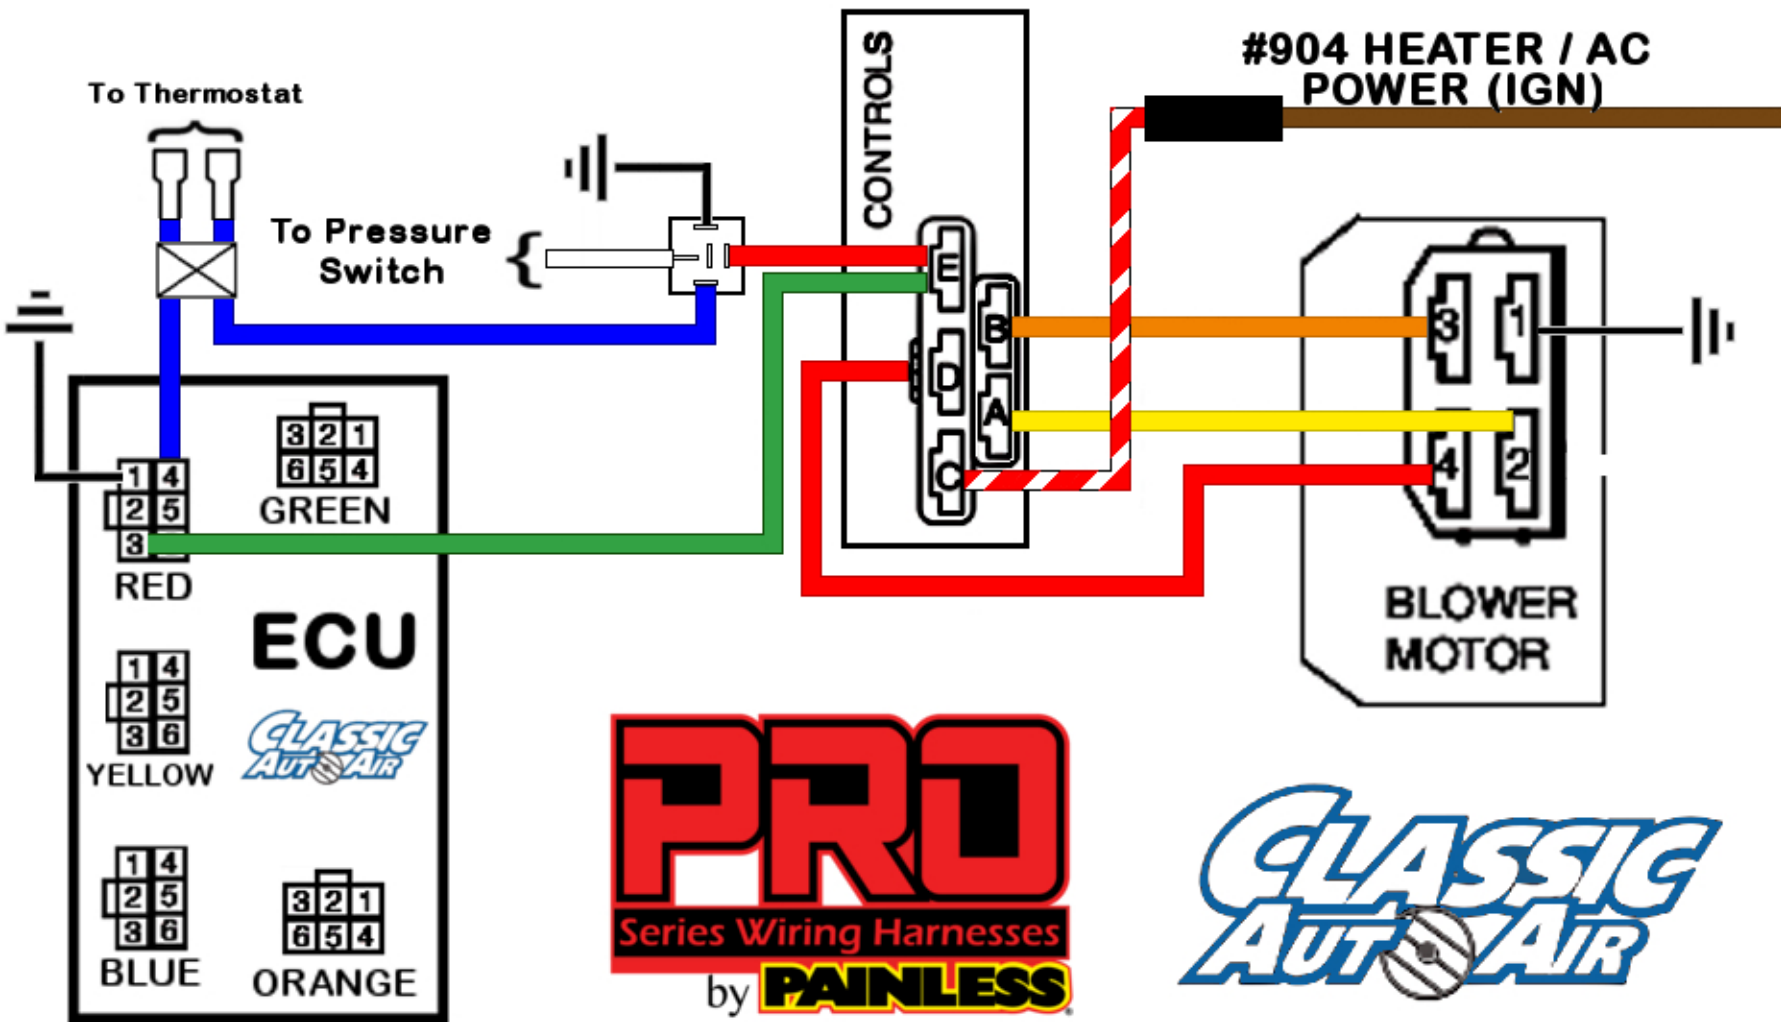 #904 HEATER / AC
POWER (IGN)
To Thermostat
CONTROLS
To Pressure
Switch
E
B
D
A
C
3 1
4 2
BLOWER
MOTOR
1 4
2 5
3
RED
3 2 1
6 5 4
GREEN
ECU
1 4
2 5
3 6
YELLOW
CLASSIC
AUTO AIR
1 4
2 5
3 6
BLUE
3 2 1
6 5 4
ORANGE
PRO
Series Wiring Harnesses
by PAINLESS
CLASSIC
AUTO AIR